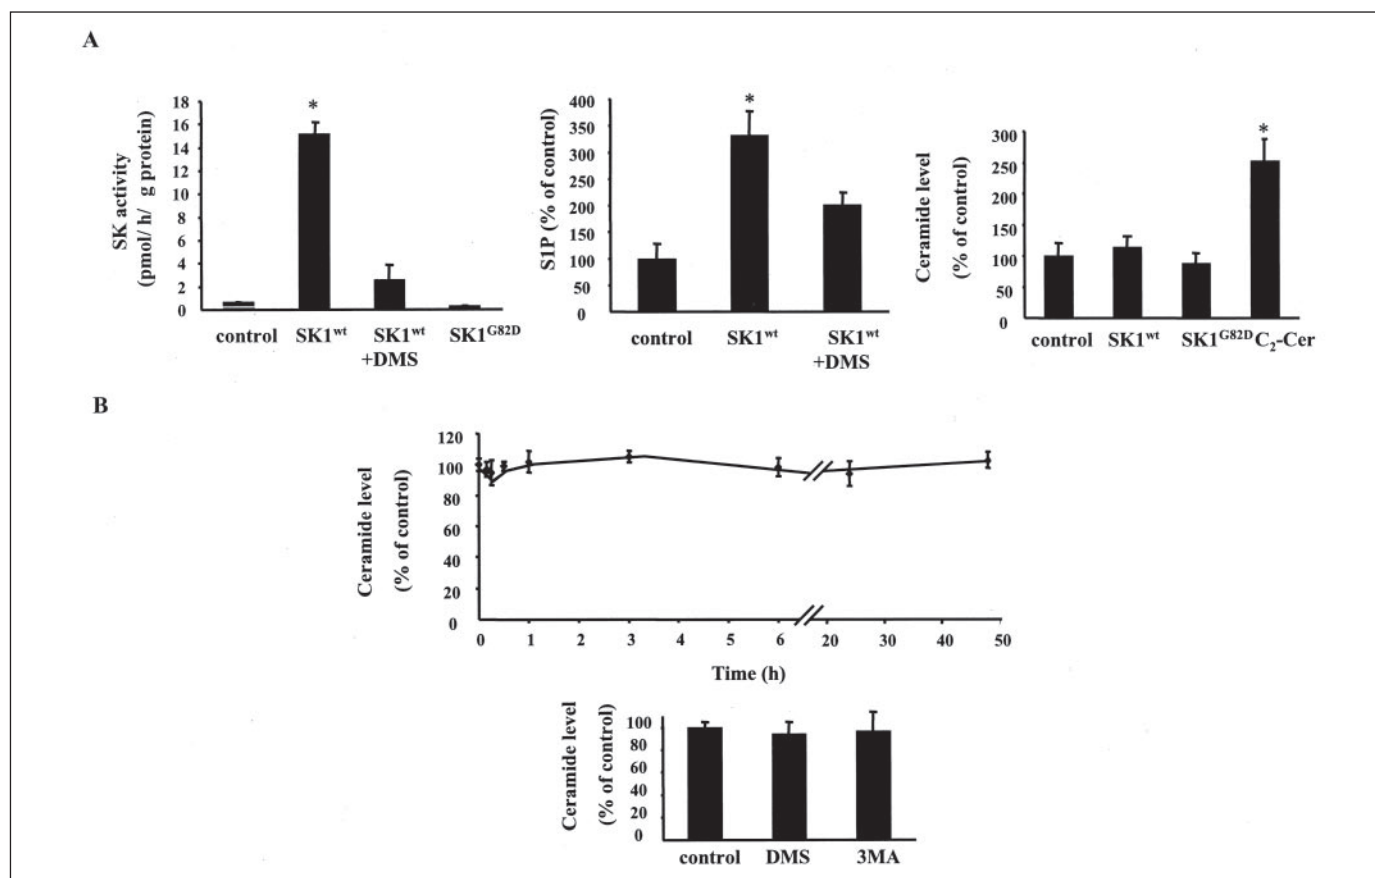 A
SK activity
(pmol/ h/ g protein)
18
16
14
12
10
8
6
4
2
0
*
control
SK1wt
SK1wt
+DMS
SK1G82D
S1P (% of control)
400
350
300
250
200
150
100
50
0
*
control
SK1wt
SK1wt
+DMS
Ceramide level
(% of control)
300
250
200
150
100
50
0
*
control
SK1wt
SK1G82D
C2-Cer
B
Ceramide level
(% of control)
120
100
80
60
40
20
0
0 1 2 3 4 5 6 20 30 40 50
Time (h)
Ceramide level
(% of control)
100
80
60
40
20
0
control DMS 3MA